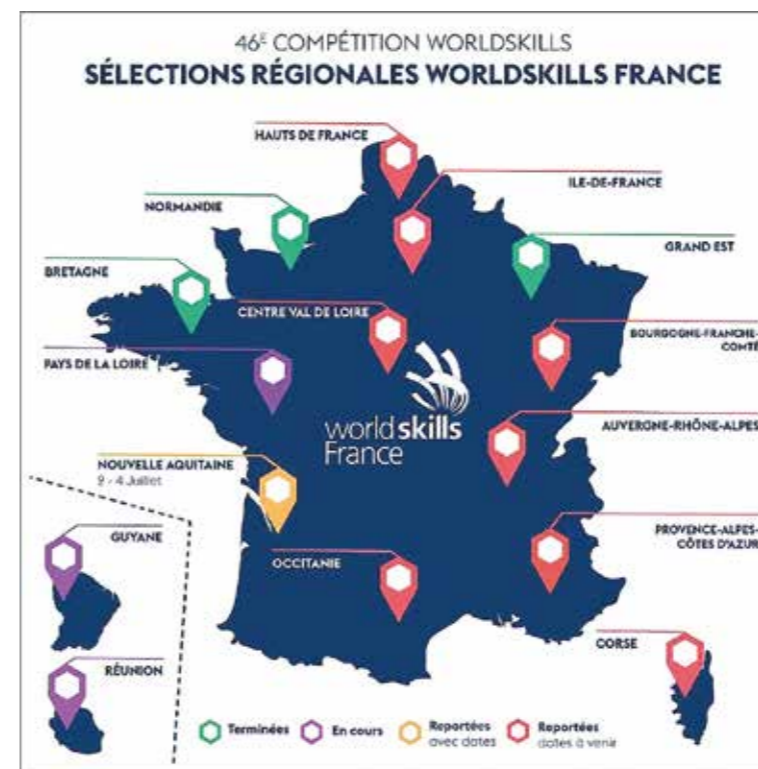 46E COMPÉTITION WORLDSKILLS
SÉLECTIONS RÉGIONALES WORLDSKILLS FRANCE
HAUTS DE FRANCE
ILE-DE-FRANCE
NORMANDIE
GRAND EST
BRETAGNE
CENTRE VAL DE LOIRE
BOURGOGNE-FRANCHE-
COMTÉ
PAYS DE LA LOIRE
worldskills
France
AUVERGNE-RHÔNE-ALPES
NOUVELLE AQUITAINE
2 - 4 Juillet
GUYANE
PROVENCE-ALPES-
CÔTES D'AZUR
OCCITANIE
CORSE
RÉUNION
Terminées
En cours
Reportées
avec dates
Reportées
dates à venir